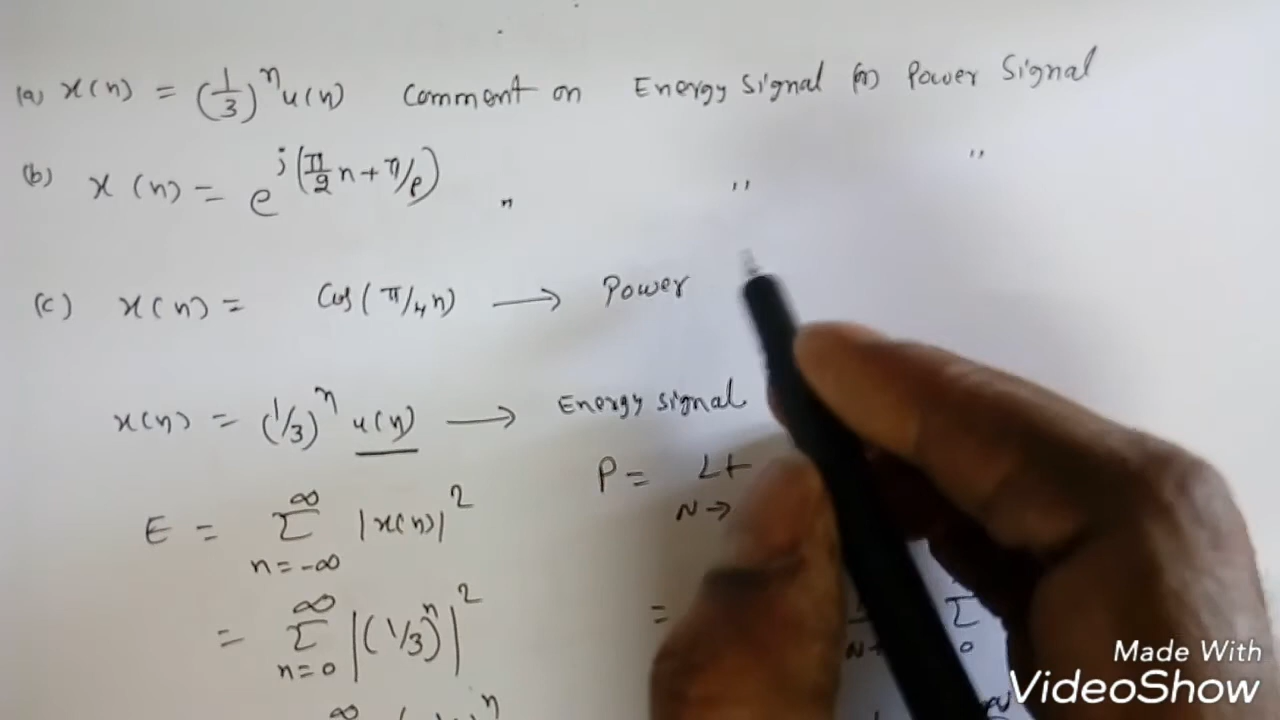 (a) x(n) = (1/3)^n u(n) Comment on Energy Signal (or) Power Signal
(b) x(n) = e^j(π/2 n + π/8) " " "
(c) x(n) = Cos(π/4 n) → Power
x(n) = (1/3)^n u(n) → Energy signal
E = Σ_{n=-∞}^{∞} |x(n)|^2
P = Lt N→
= Σ_{n=0}^{∞} |(1/3)^n|^2
=
Made With
VideoShow